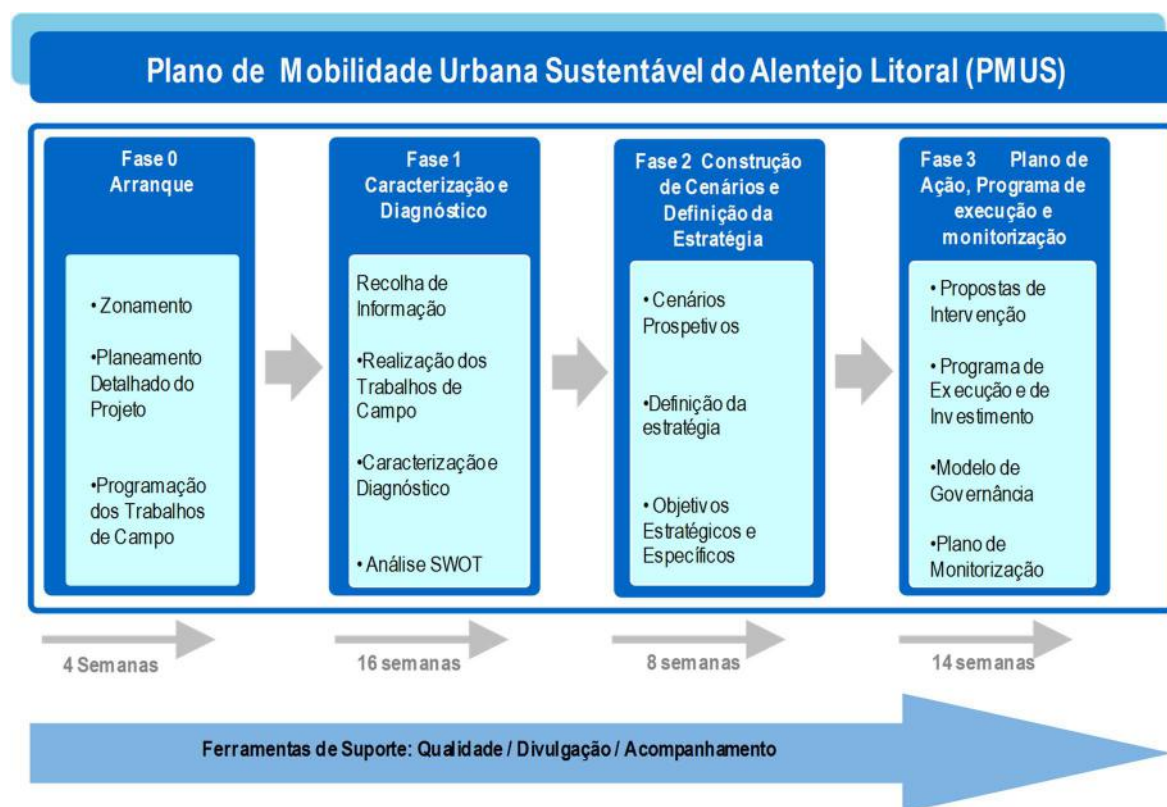 Plano de Mobilidade Urbana Sustentável do Alentejo Litoral (PMUS)
Fase 0
Arranque
• Zonamento
•Planeamento
Detalhado do
Projeto
•Programação
dos Trabalhos
de Campo
Fase 1
Caracterização e
Diagnóstico
Recolha de
Informação
•Realização dos
Trabalhos de
Campo
•Caracterização e
Diagnóstico
• Análise SWOT
Fase 2 Construção
de Cenários e
Definição da
Estratégia
• Cenários
Prospetivos
•Definição da
estratégia
• Objetivos
Estratégicos e
Específicos
Fase 3 Plano de
Ação, Programa de
execução e
monitorização
• Propostas de
Intervenção
• Programa de
Execução e de
Investimento
•Modelo de
Governância
•Plano de
Monitorização
4 Semanas
16 semanas
8 semanas
14 semanas
Ferramentas de Suporte: Qualidade / Divulgação / Acompanhamento